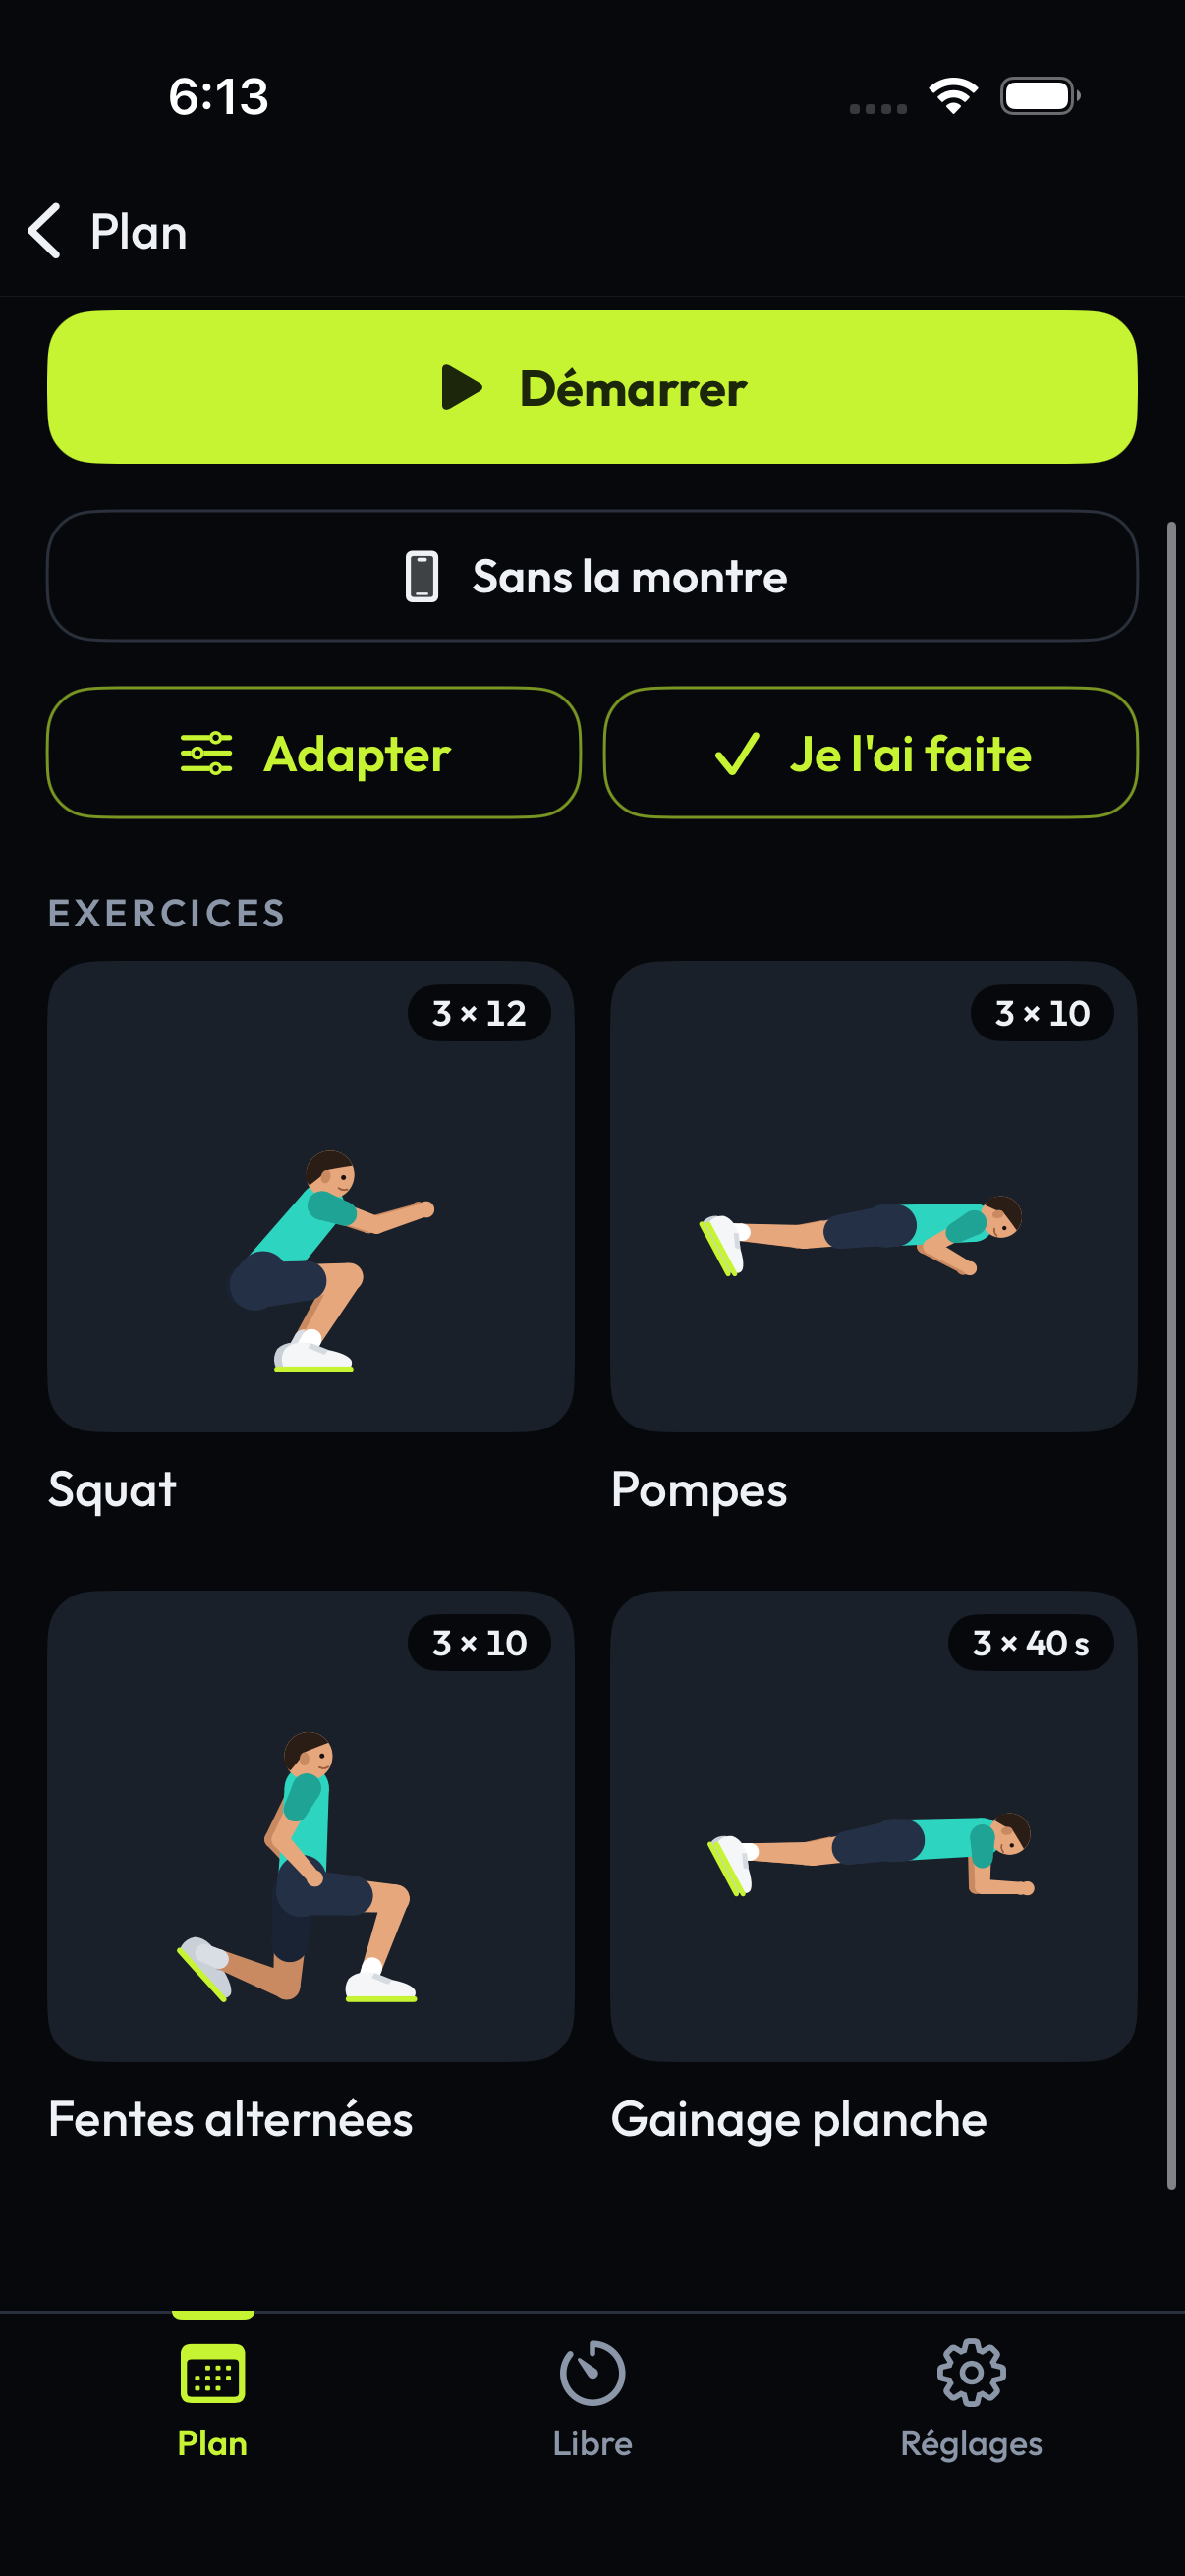 6:13
Plan
Démarrer
Sans la montre
Adapter
Je l'ai faite
EXERCICES
3 × 12
3 × 10
Squat
Pompes
3 × 10
3 × 40 s
Fentes alternées
Gainage planche
Plan
Libre
Réglages